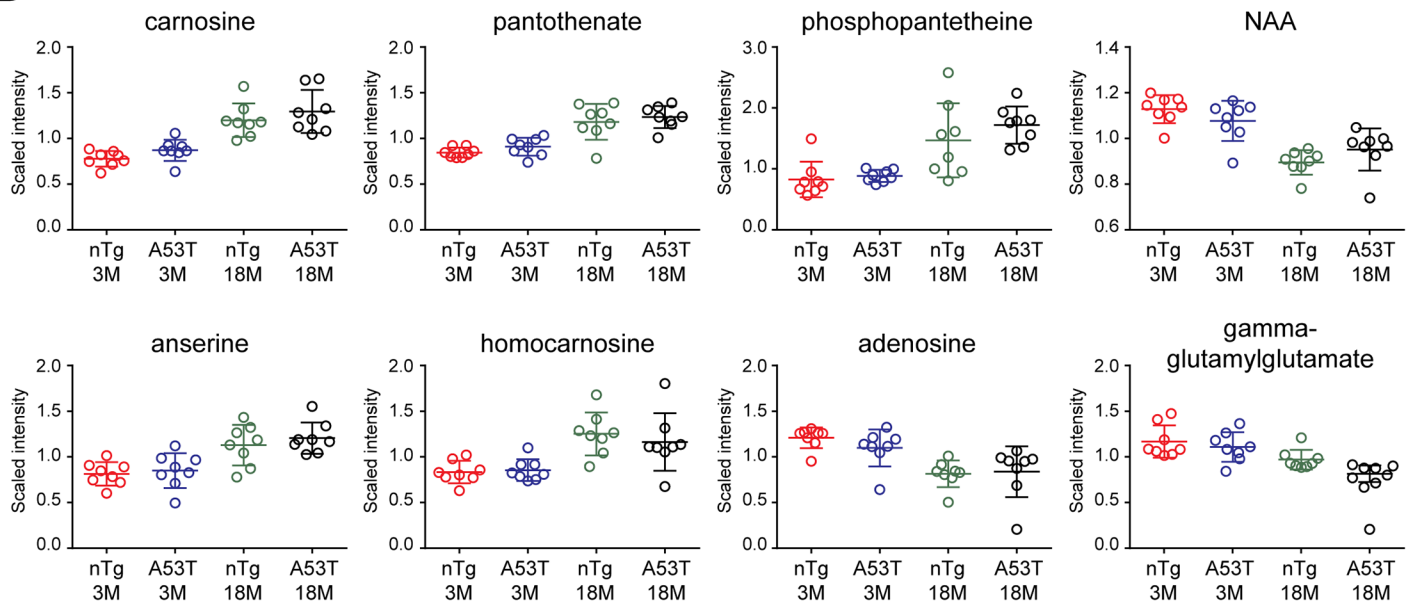 carnosine
Scaled intensity
2.0
1.5
1.0
0.5
0.0
nTg A53T nTg A53T
3M 3M 18M 18M
pantothenate
Scaled intensity
2.0
1.5
1.0
0.5
0.0
nTg A53T nTg A53T
3M 3M 18M 18M
phosphopantetheine
Scaled intensity
3.0
2.0
1.0
0.0
nTg A53T nTg A53T
3M 3M 18M 18M
NAA
Scaled intensity
1.4
1.2
1.0
0.8
0.6
nTg A53T nTg A53T
3M 3M 18M 18M
anserine
Scaled intensity
2.0
1.5
1.0
0.5
0.0
nTg A53T nTg A53T
3M 3M 18M 18M
homocarnosine
Scaled intensity
2.0
1.5
1.0
0.5
0.0
nTg A53T nTg A53T
3M 3M 18M 18M
adenosine
Scaled intensity
2.0
1.5
1.0
0.5
0.0
nTg A53T nTg A53T
3M 3M 18M 18M
gamma-
glutamylglutamate
Scaled intensity
2.0
1.5
1.0
0.5
0.0
nTg A53T nTg A53T
3M 3M 18M 18M